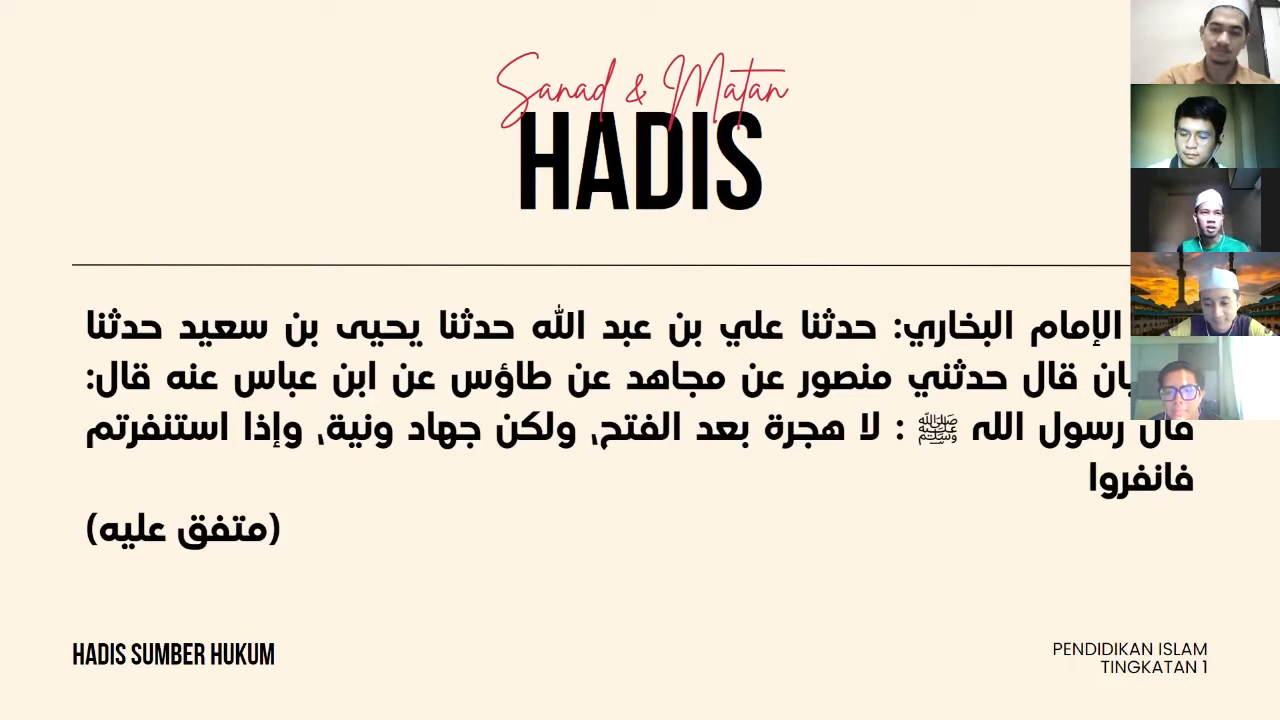 Sanad & Matan
HADIS
الإمام البخاري: حدثنا علي بن عبد الله حدثنا يحيى بن سعيد حدثنا
قال حدثني منصور عن مجاهد عن طاؤس عن ابن عباس عنه قال:
قال رسول الله ﷺ : لا هجرة بعد الفتح, ولكن جهاد ونية, وإذا استنفرتم
فانفروا
(متفق عليه)
HADIS SUMBER HUKUM
PENDIDIKAN ISLAM
TINGKATAN 1